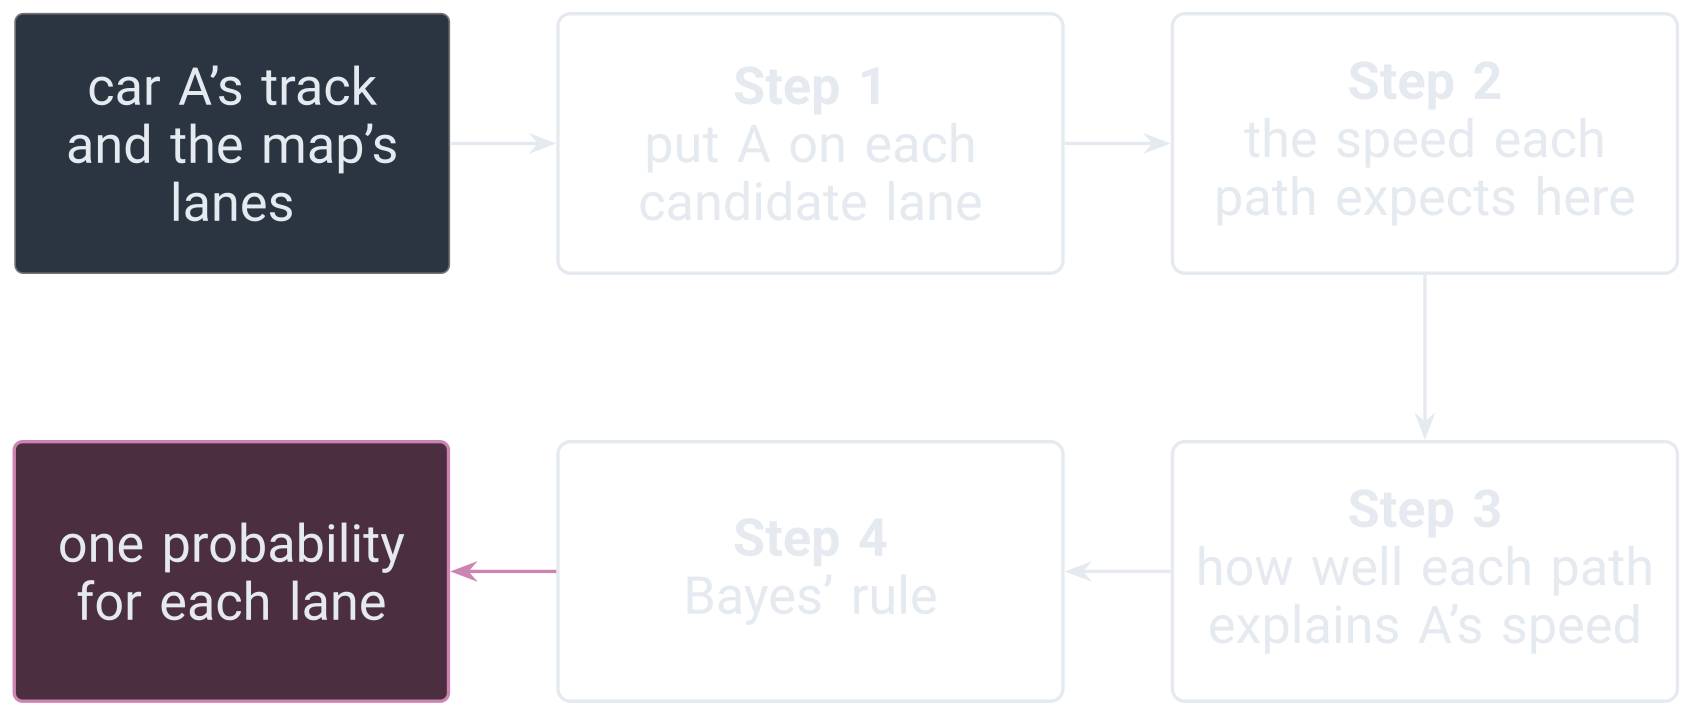 car A’s track
and the map’s
lanes
Step 1
put A on each
candidate lane
Step 2
the speed each
path expects here
Step 3
how well each path
explains A’s speed
Step 4
Bayes’ rule
one probability
for each lane